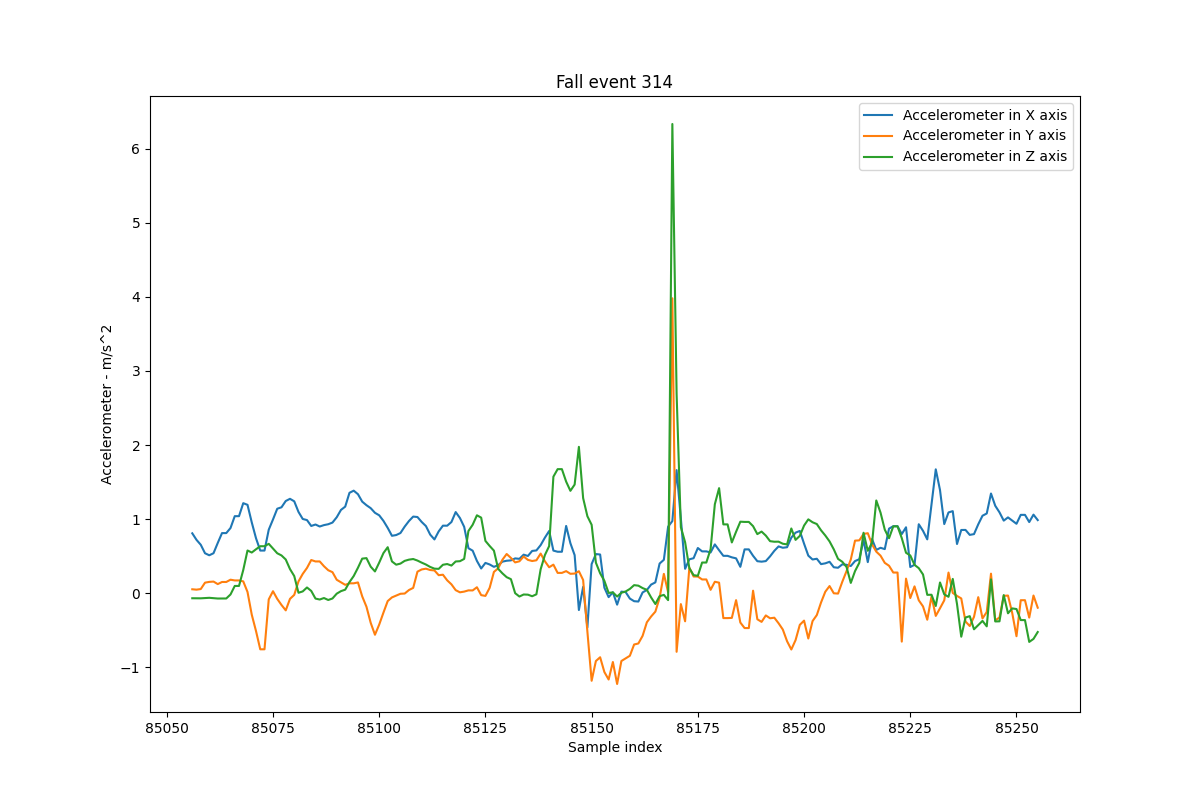 Fall event 314
Accelerometer in X axis
Accelerometer in Y axis
Accelerometer in Z axis
Accelerometer - m/s^2
6
5
4
3
2
1
0
−1
85050 85075 85100 85125 85150 85175 85200 85225 85250
Sample index